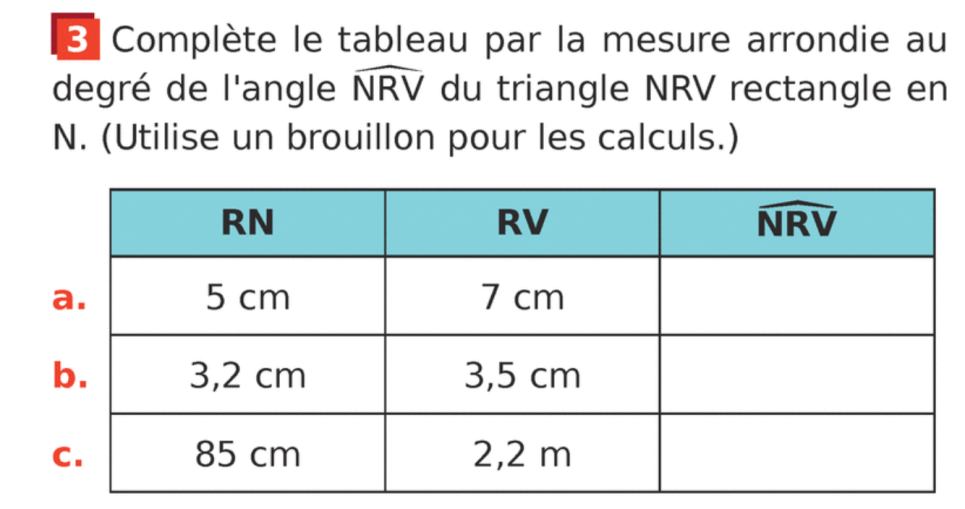 3 Complète le tableau par la mesure arrondie au
degré de l'angle NRV du triangle NRV rectangle en
N. (Utilise un brouillon pour les calculs.)
RN RV NRV
a. 5 cm 7 cm
b. 3,2 cm 3,5 cm
c. 85 cm 2,2 m